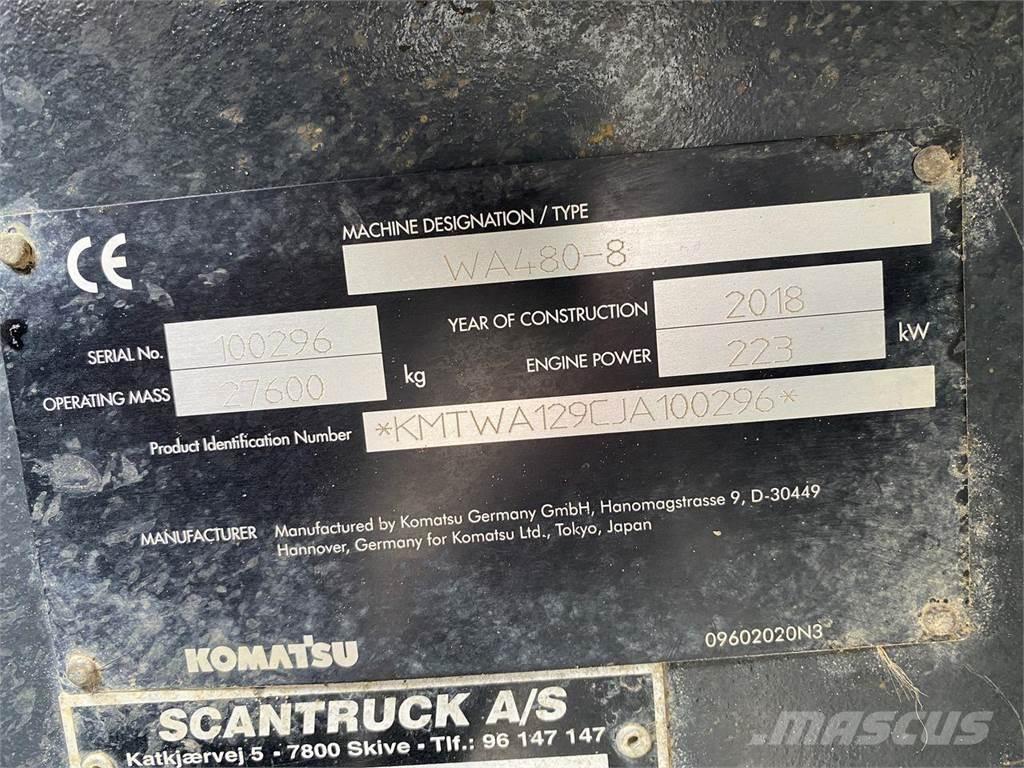 CE
MACHINE DESIGNATION / TYPE
WA480-8
SERIAL No. 100296
YEAR OF CONSTRUCTION 2018
OPERATING MASS 27600 kg
ENGINE POWER 223 kW
Product Identification Number *KMTWA129CJA100296*
MANUFACTURER Manufactured by Komatsu Germany GmbH, Hanomagstrasse 9, D-30449
Hannover, Germany for Komatsu Ltd., Tokyo, Japan
KOMATSU
09602020N3
SCANTRUCK A/S
Katkjærvej 5 - 7800 Skive - Tlf.: 96 147 147
MASCUS